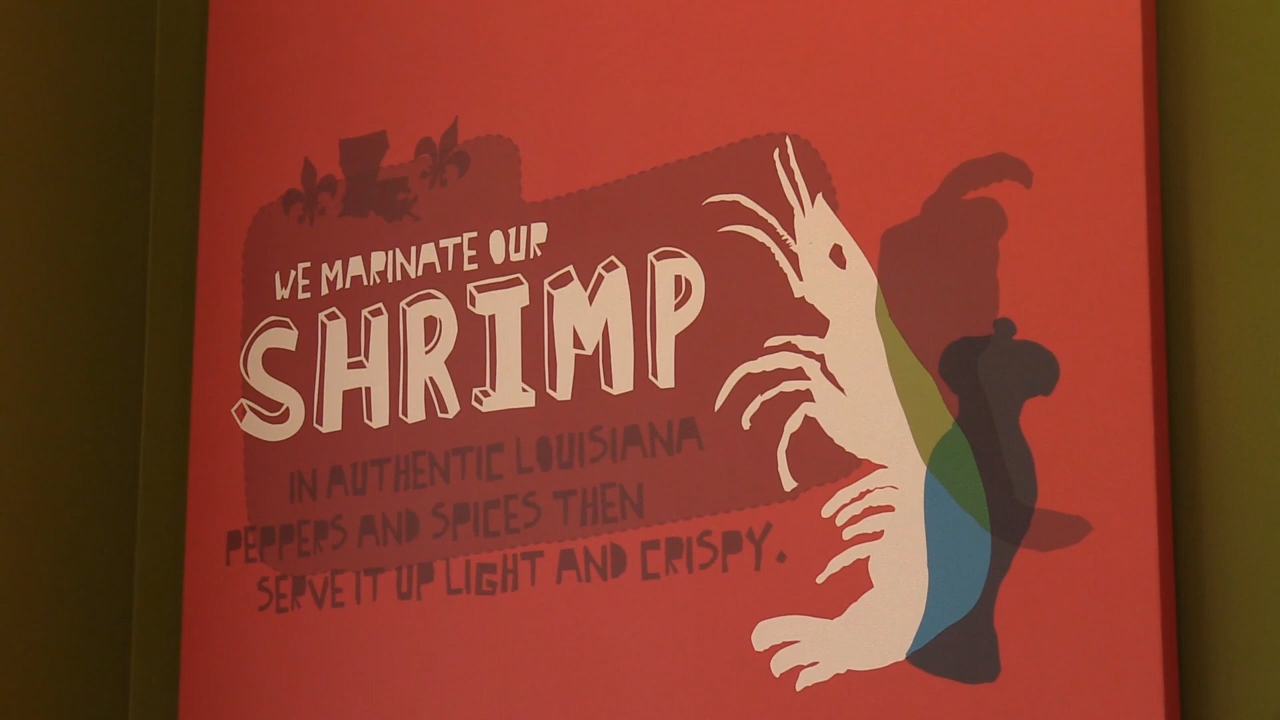 WE MARINATE OUR
SHRIMP
IN AUTHENTIC LOUISIANA
PEPPERS AND SPICES THEN
SERVE IT UP LIGHT AND CRISPY.